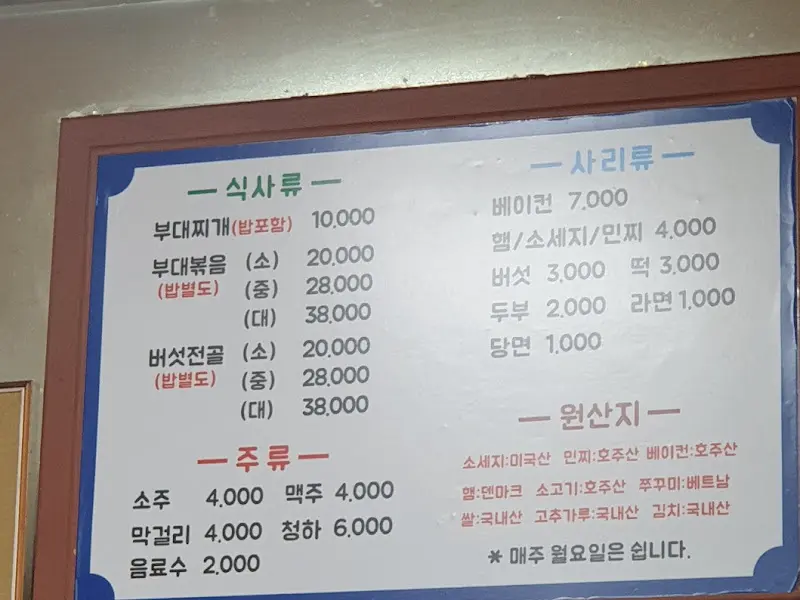 — 식사류 —
부대찌개(밥포함) 10,000
부대볶음 (소) 20,000
(밥별도) (중) 28,000
(대) 38,000
버섯전골 (소) 20,000
(밥별도) (중) 28,000
(대) 38,000
— 주류 —
소주 4,000 맥주 4,000
막걸리 4,000 청하 6,000
음료수 2,000
— 사리류 —
베이컨 7,000
햄/소세지/민찌 4,000
버섯 3,000 떡 3,000
두부 2,000 라면 1,000
당면 1,000
— 원산지 —
소세지:미국산 민찌:호주산 베이컨:호주산
햄:덴마크 소고기:호주산 쭈꾸미:베트남
쌀:국내산 고추가루:국내산 김치:국내산
* 매주 월요일은 쉽니다.